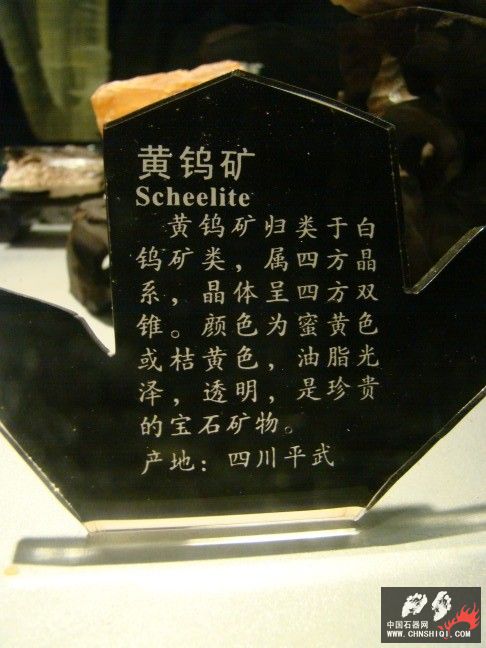 黄钨矿
Scheelite
黄钨矿归类于白
钨矿类，属四方晶
系，晶体呈四方双
锥。颜色为蜜黄色
或桔黄色，油脂光
泽，透明，是珍贵
的宝石矿物。
产地：四川平武
中国石器网
WWW.CHNSHIQI.COM